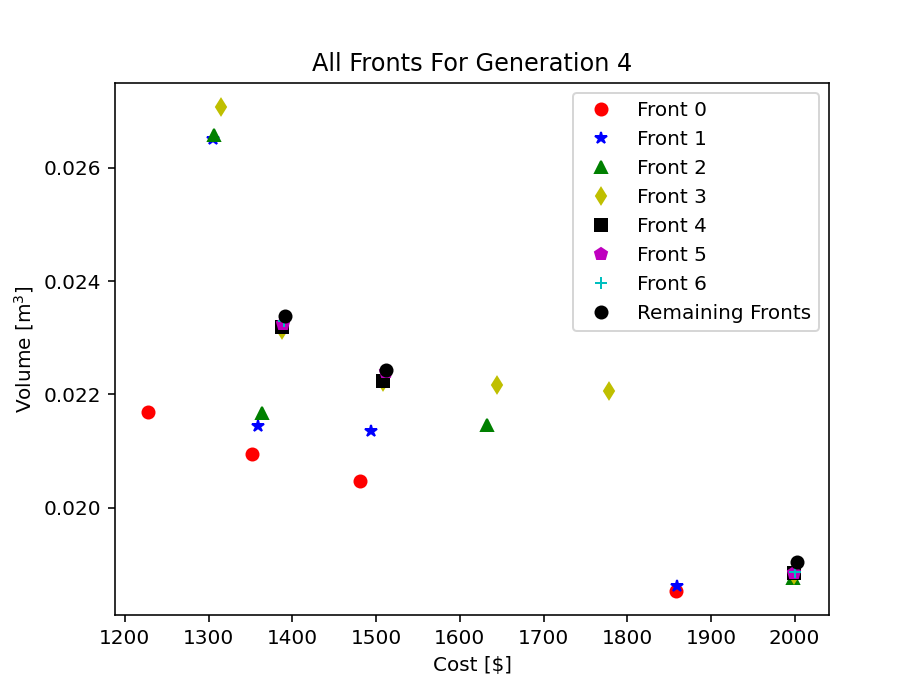 All Fronts For Generation 4
Front 0
Front 1
Front 2
Front 3
Front 4
Front 5
Front 6
Remaining Fronts
Volume [m³]
0.026
0.024
0.022
0.020
1200 1300 1400 1500 1600 1700 1800 1900 2000
Cost [$]